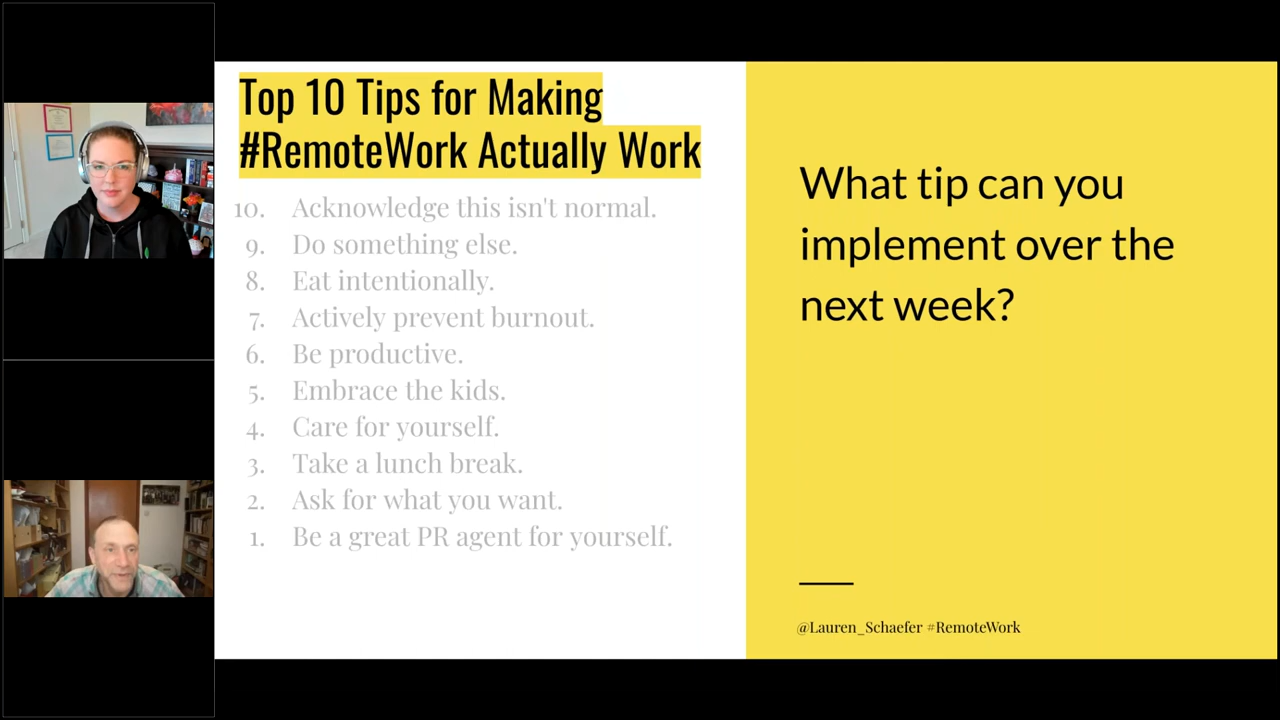 Top 10 Tips for Making
#RemoteWork Actually Work
10. Acknowledge this isn't normal.
9. Do something else.
8. Eat intentionally.
7. Actively prevent burnout.
6. Be productive.
5. Embrace the kids.
4. Care for yourself.
3. Take a lunch break.
2. Ask for what you want.
1. Be a great PR agent for yourself.
What tip can you
implement over the
next week?
@Lauren_Schaefer #RemoteWork